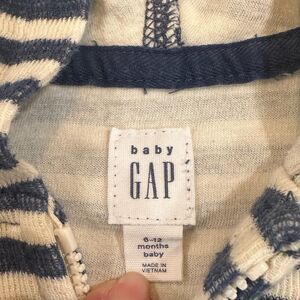 baby
GAP
6-12
months
baby
MADE IN
VIETNAM